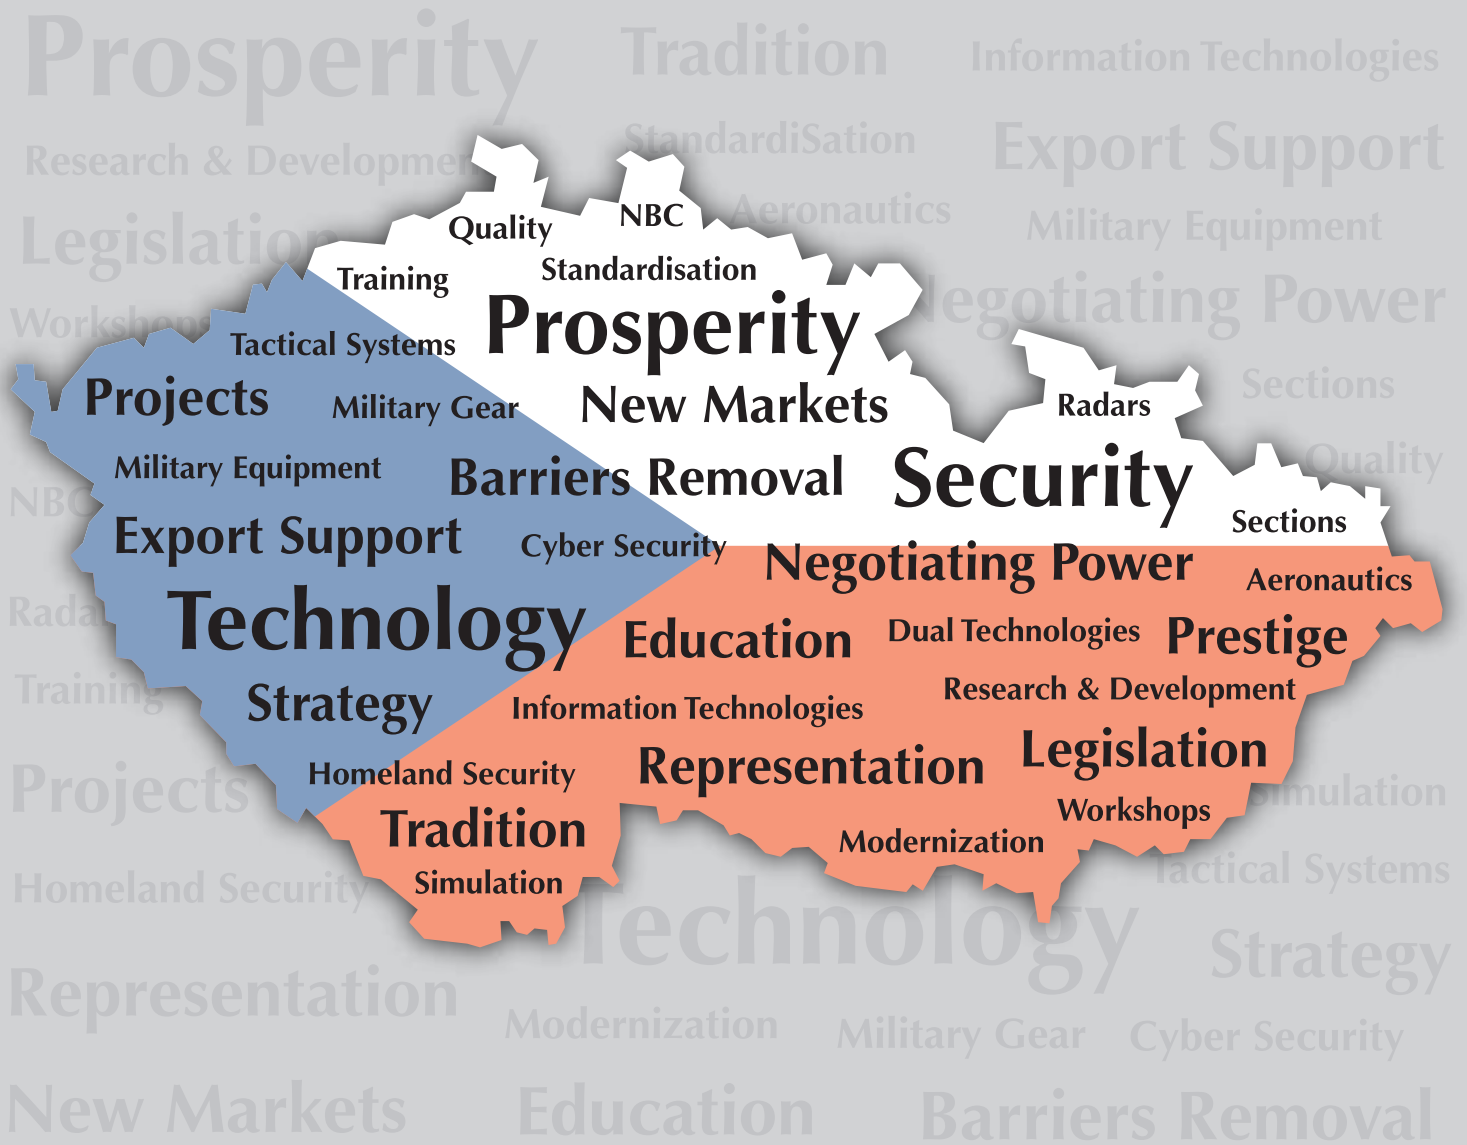 Prosperity
Tradition
Information Technologies
Research & Developmen
StandardiSation
Export Support
Legislation
Aeronautics
Military Equipment
Workshops
Negotiating Power
Sections
Quality
NBC
Rada
Training
Projects
Simulation
Homeland Security
Tactical Systems
Technology
Strategy
Representation
Modernization
Military Gear
Cyber Security
New Markets
Education
Barriers Removal
Quality
NBC
Training
Standardisation
Prosperity
Tactical Systems
Projects
Military Gear
New Markets
Radars
Military Equipment
Barriers Removal
Security
Export Support
Cyber Security
Sections
Negotiating Power
Aeronautics
Technology
Education
Dual Technologies
Prestige
Strategy
Information Technologies
Research & Development
Homeland Security
Representation
Legislation
Tradition
Modernization
Workshops
Simulation